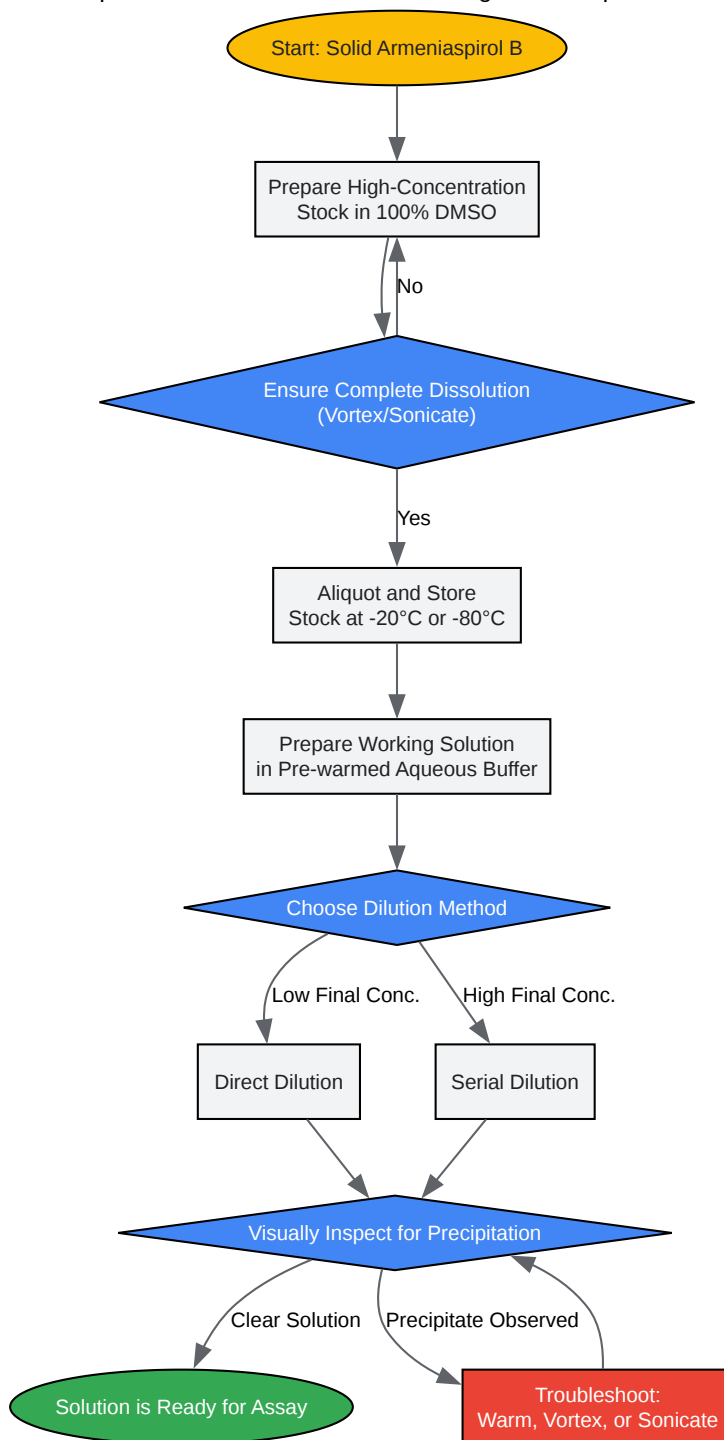 Start: Solid Armeniaspirol B
Prepare High-Concentration
Stock in 100% DMSO
No
Ensure Complete Dissolution
(Vortex/Sonicate)
Yes
Aliquot and Store
Stock at -20°C or -80°C
Prepare Working Solution
in Pre-warmed Aqueous Buffer
Choose Dilution Method
Low Final Conc.
High Final Conc.
Direct Dilution
Serial Dilution
Visually Inspect for Precipitation
Clear Solution
Precipitate Observed
Solution is Ready for Assay
Troubleshoot:
Warm, Vortex, or Sonicate